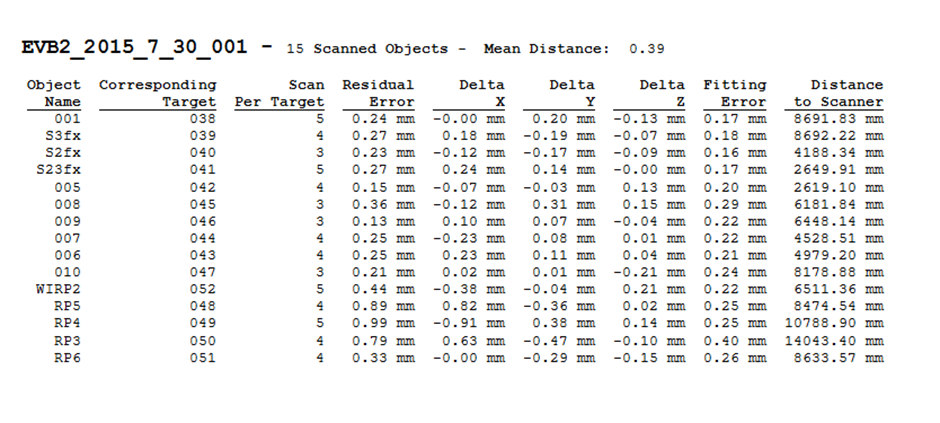 EVB2_2015_7_30_001 - 15 Scanned Objects - Mean Distance: 0.39
Object Corresponding Scan Residual Delta Delta Delta Fitting Distance
Name Target Per Target Error X Y Z Error to Scanner
001 038 5 0.24 mm -0.00 mm 0.20 mm -0.13 mm 0.17 mm 8691.83 mm
S3fx 039 4 0.27 mm 0.18 mm -0.19 mm -0.07 mm 0.18 mm 8692.22 mm
S2fx 040 3 0.23 mm -0.12 mm -0.17 mm -0.09 mm 0.16 mm 4188.34 mm
S23fx 041 5 0.27 mm 0.24 mm 0.14 mm -0.00 mm 0.17 mm 2649.91 mm
005 042 4 0.15 mm -0.07 mm -0.03 mm 0.13 mm 0.20 mm 2619.10 mm
008 045 3 0.36 mm -0.12 mm 0.31 mm 0.15 mm 0.29 mm 6181.84 mm
009 046 3 0.13 mm 0.10 mm 0.07 mm -0.04 mm 0.22 mm 6448.14 mm
007 044 4 0.25 mm -0.23 mm 0.08 mm 0.01 mm 0.22 mm 4528.51 mm
006 043 4 0.25 mm 0.23 mm 0.11 mm 0.04 mm 0.21 mm 4979.20 mm
010 047 3 0.21 mm 0.02 mm 0.01 mm -0.21 mm 0.24 mm 8178.88 mm
WIRP2 052 5 0.44 mm -0.38 mm -0.04 mm 0.21 mm 0.22 mm 6511.36 mm
RP5 048 4 0.89 mm 0.82 mm -0.36 mm 0.02 mm 0.25 mm 8474.54 mm
RP4 049 5 0.99 mm -0.91 mm 0.38 mm 0.14 mm 0.25 mm 10788.90 mm
RP3 050 4 0.79 mm 0.63 mm -0.47 mm -0.10 mm 0.40 mm 14043.40 mm
RP6 051 4 0.33 mm -0.00 mm -0.29 mm -0.15 mm 0.26 mm 8633.57 mm